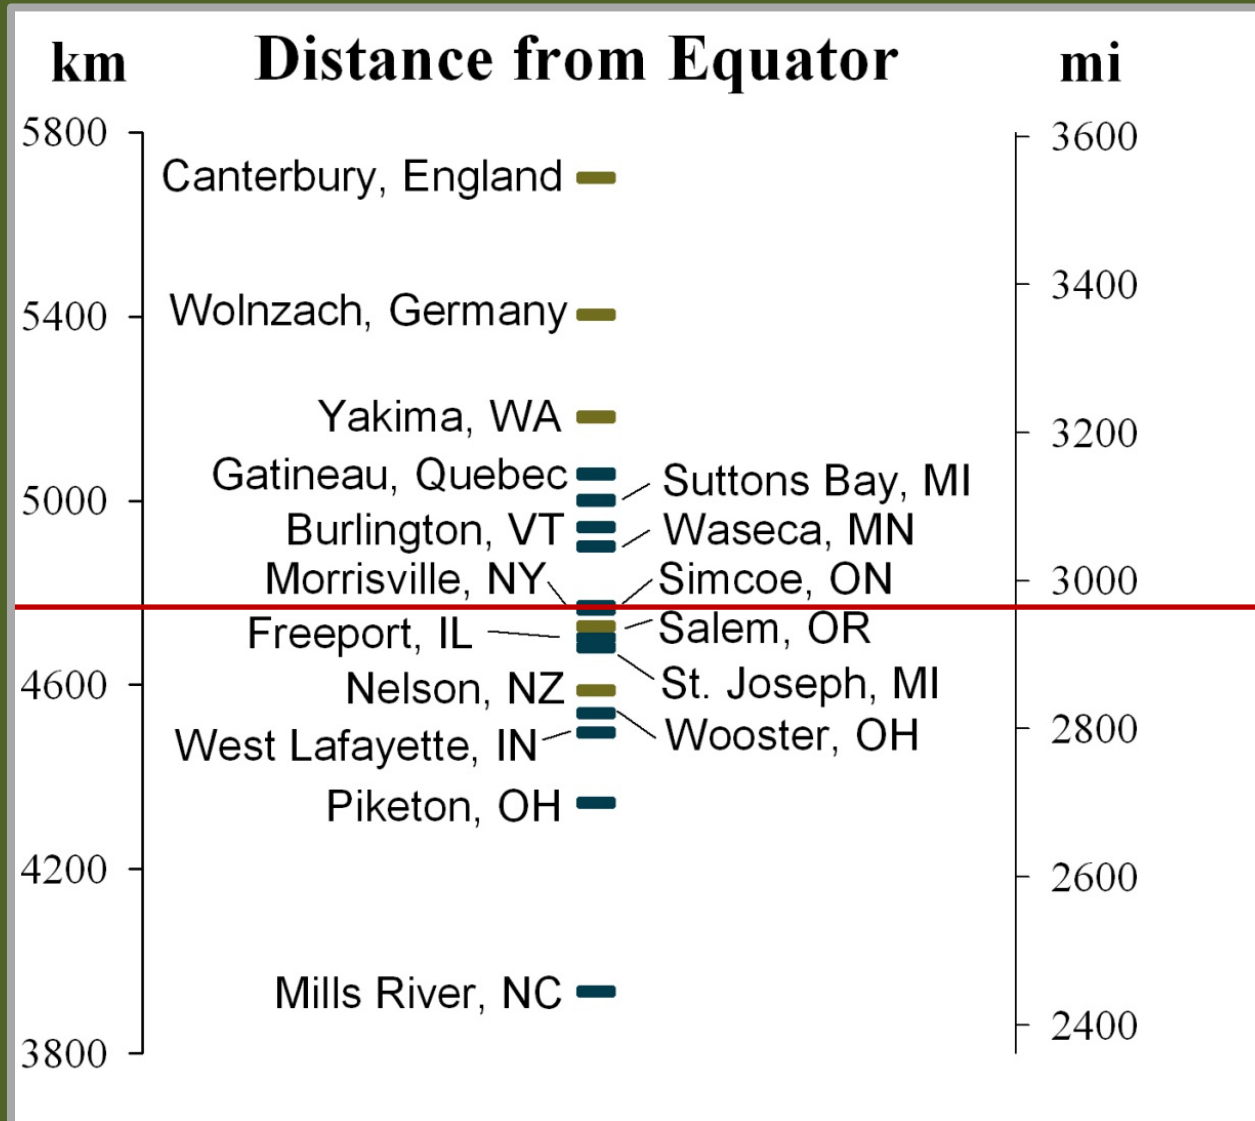 km
Distance from Equator
mi
5800
3600
Canterbury, England
3400
5400
Wolnzach, Germany
Yakima, WA
3200
Gatineau, Quebec
Suttons Bay, MI
5000
Burlington, VT
Waseca, MN
Morrisville, NY
Simcoe, ON
3000
Freeport, IL
Salem, OR
4600
Nelson, NZ
St. Joseph, MI
West Lafayette, IN
Wooster, OH
2800
Piketon, OH
4200
2600
Mills River, NC
2400
3800